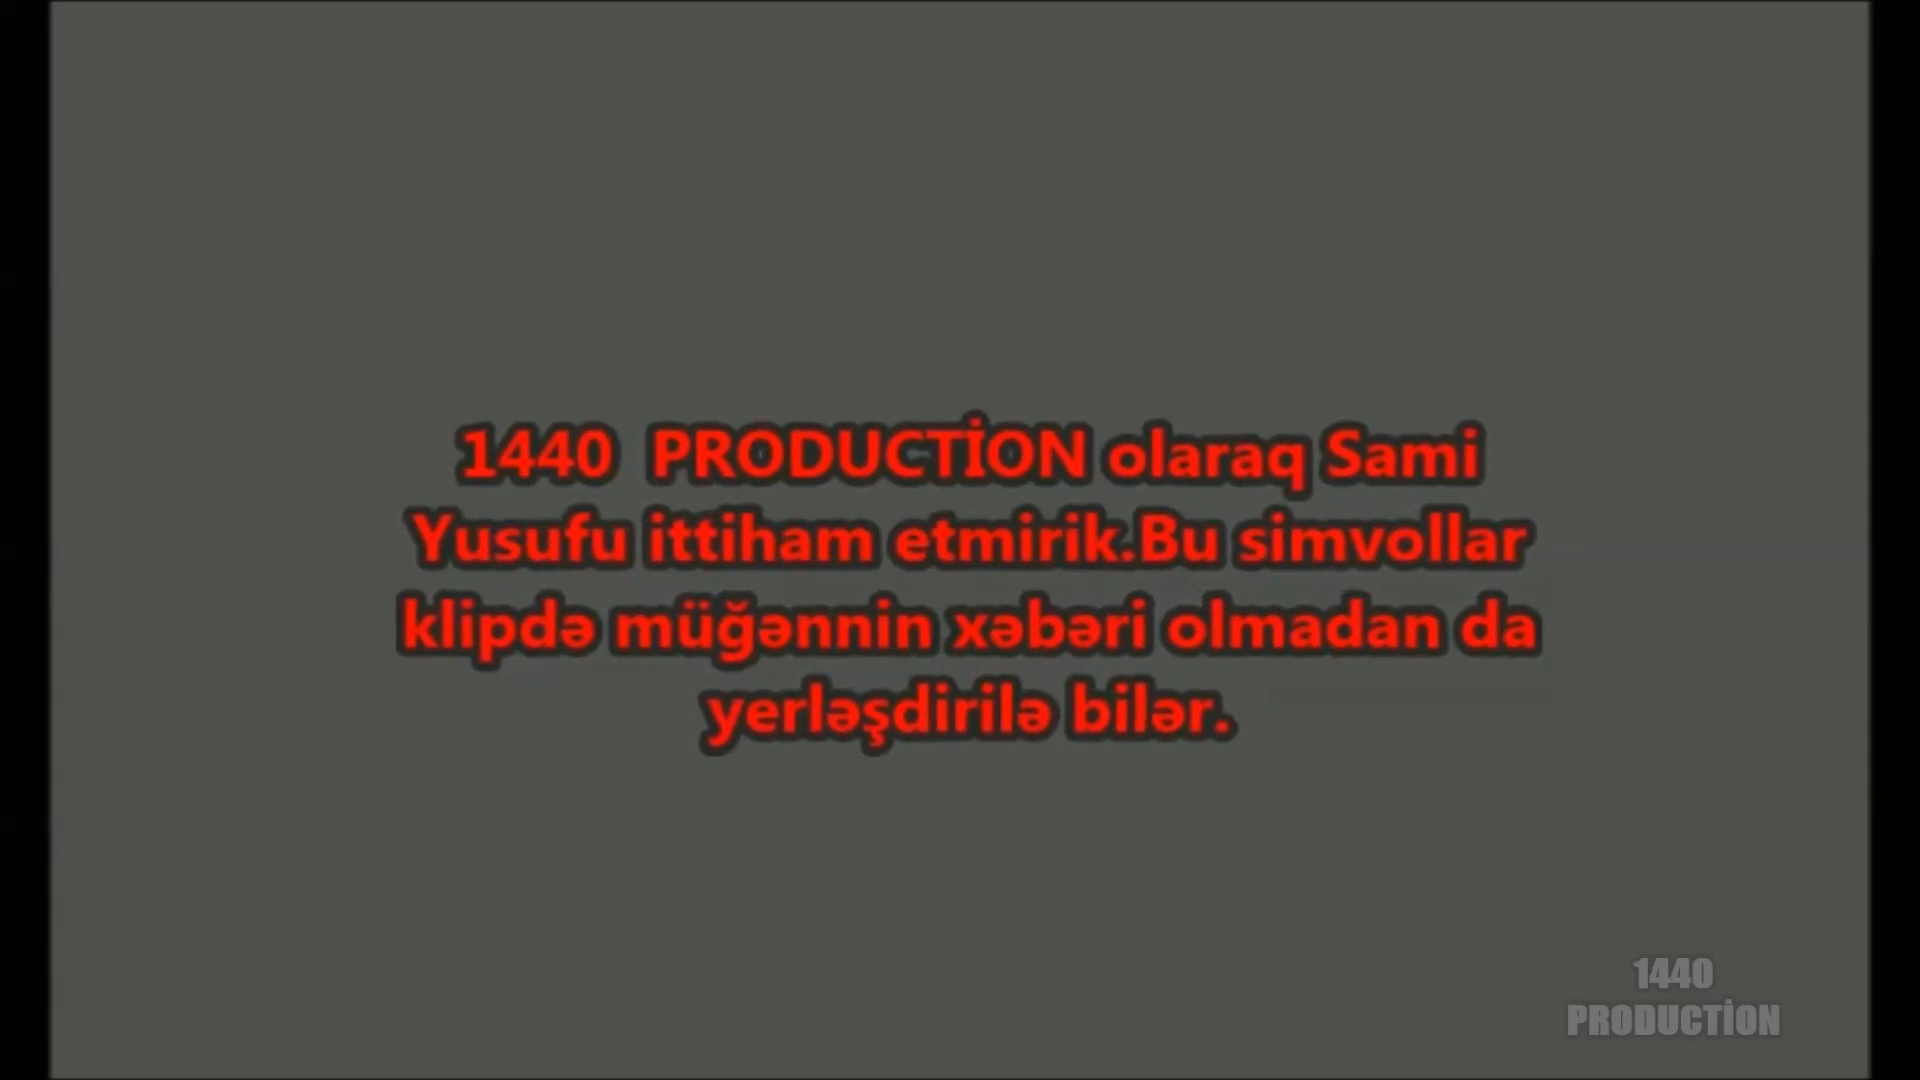 1440  PRODUCTİON olaraq Sami
Yusufu ittiham etmirik.Bu simvollar
klipdə müğənnin xəbəri olmadan da
yerləşdirilə bilər.
1440
PRODUCTİON